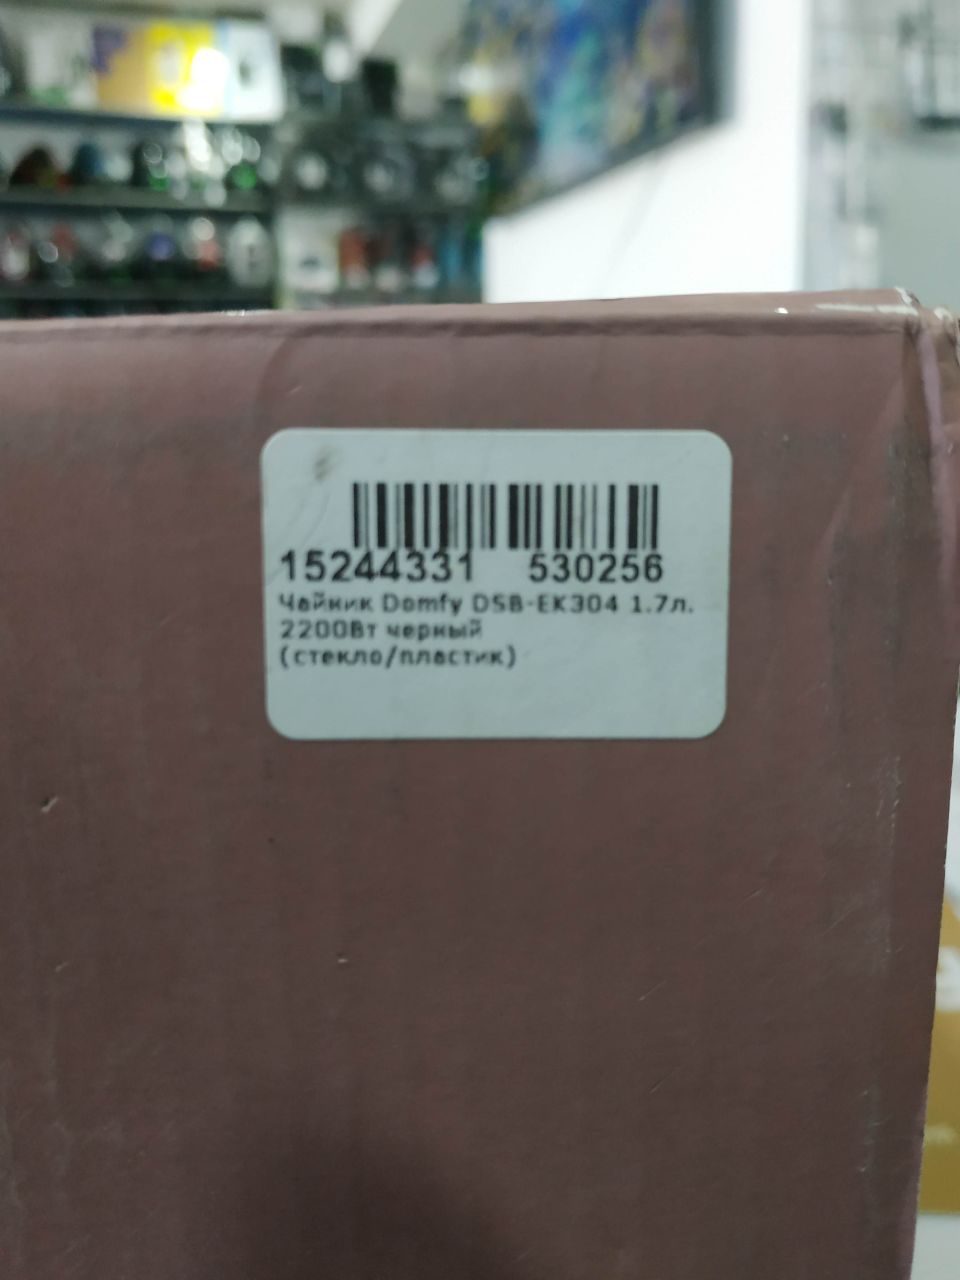 15244331 530256
Чайник Domfy DSB-EK304 1.7л.
2200Вт черный
(стекло/пластик)